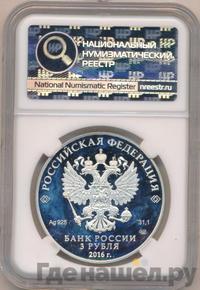 НАЦИОНАЛЬНЫЙ
НУМИЗМАТИЧЕСКИЙ
РЕЕСТР
National Numismatic Register nreestr.ru
РОССИЙСКАЯ ФЕДЕРАЦИЯ
Ag 925
31,1
БАНК РОССИИ
3 РУБЛЯ
2016 г.
Где нашел.ру